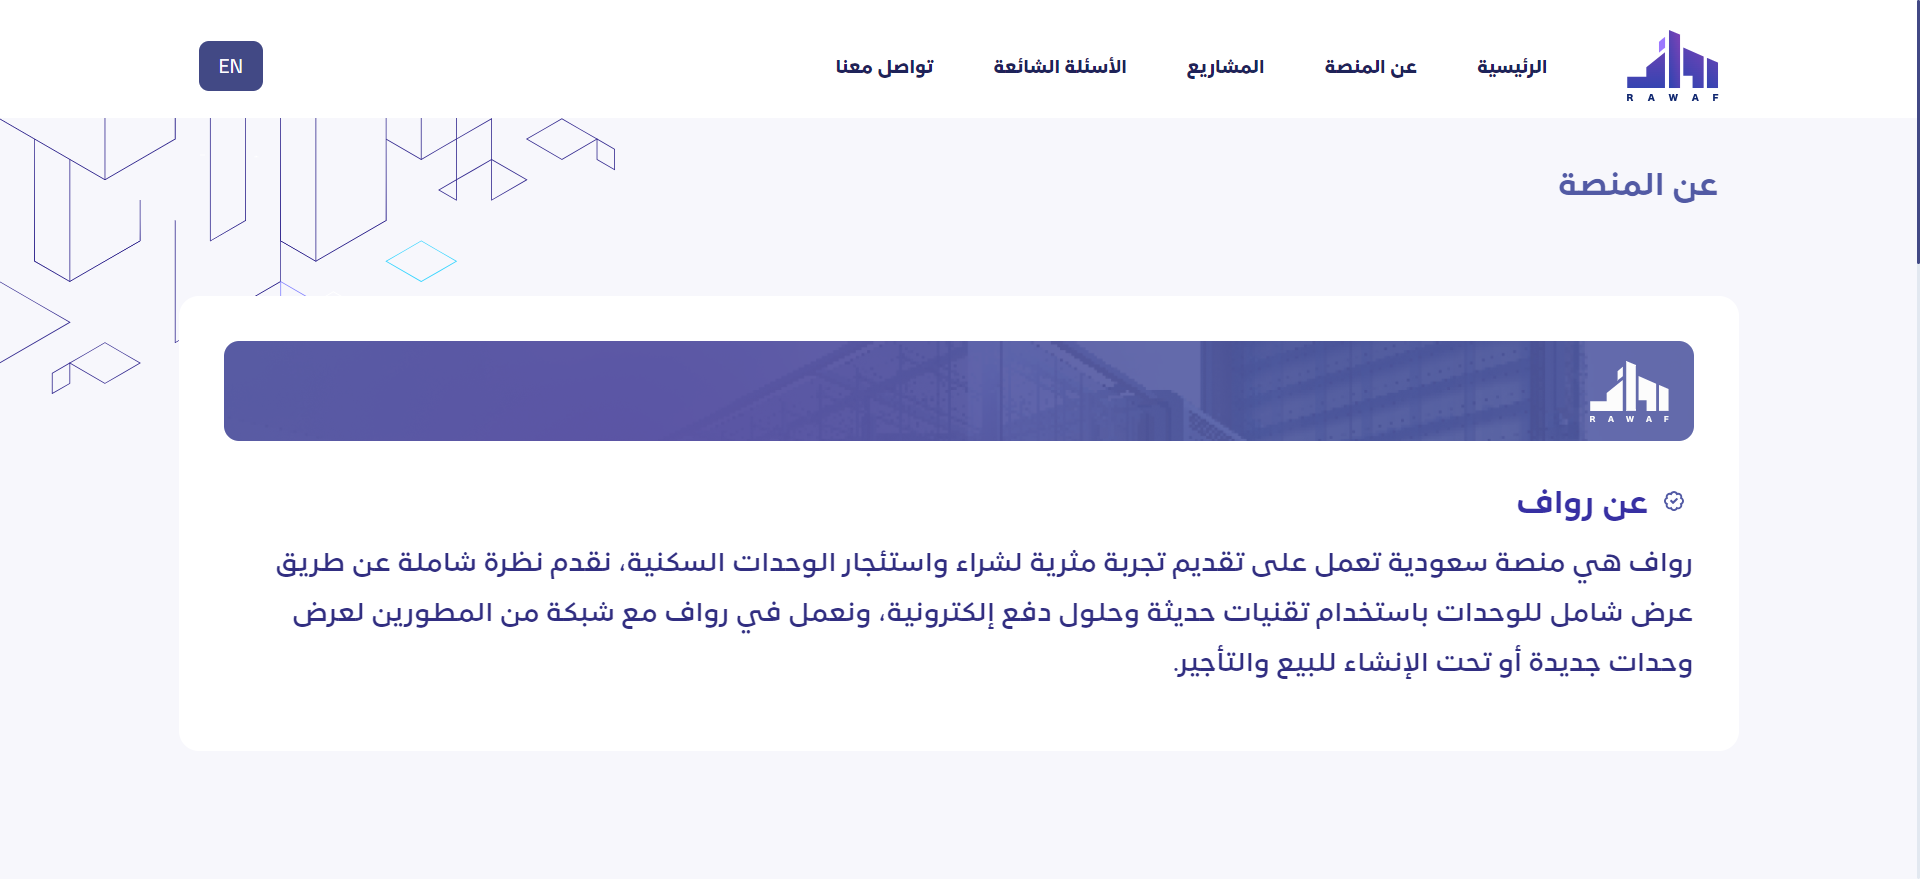 RAWAF
الرئيسية
عن المنصة
المشاريع
الأسئلة الشائعة
تواصل معنا
EN
عن المنصة
RAWAF
عن رواف
رواف هي منصة سعودية تعمل على تقديم تجربة مثرية لشراء واستئجار الوحدات السكنية، نقدم نظرة شاملة عن طريق
عرض شامل للوحدات باستخدام تقنيات حديثة وحلول دفع إلكترونية، ونعمل في رواف مع شبكة من المطورين لعرض
وحدات جديدة أو تحت الإنشاء للبيع والتأجير.